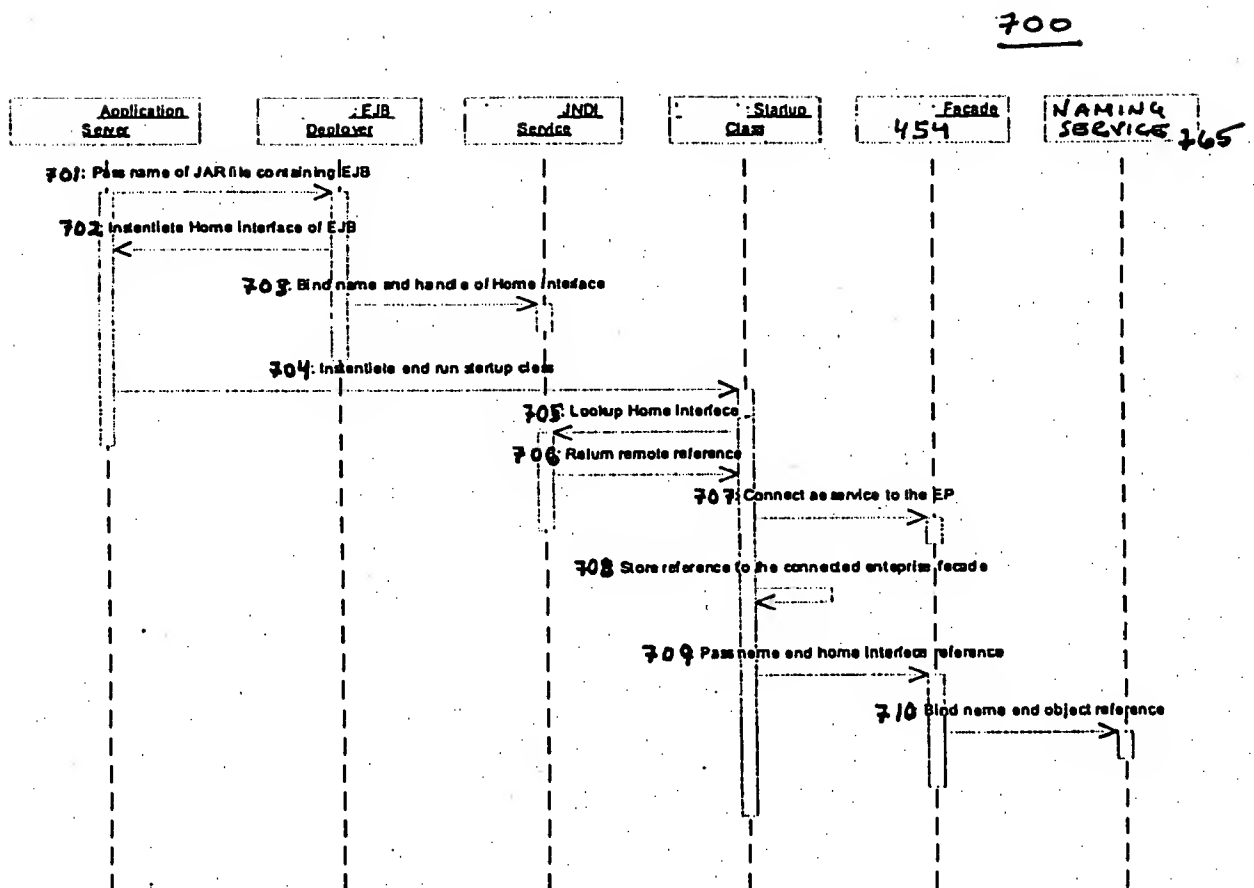 700
: Application Server
: EJB Deployer
: JNDI Service
: Startup Class
: Facade 454
NAMING SERVICE 765
701: Pass name of JAR file containing EJB
702: Instantiate Home Interface of EJB
703: Bind name and handle of Home Interface
704: Instantiate and run startup class
705: Lookup Home Interface
706: Return remote reference
707: Connect as service to the EP
708 Store reference to the connected enteprise facade
709 Pass name and home interface reference
710 Bind name and object reference